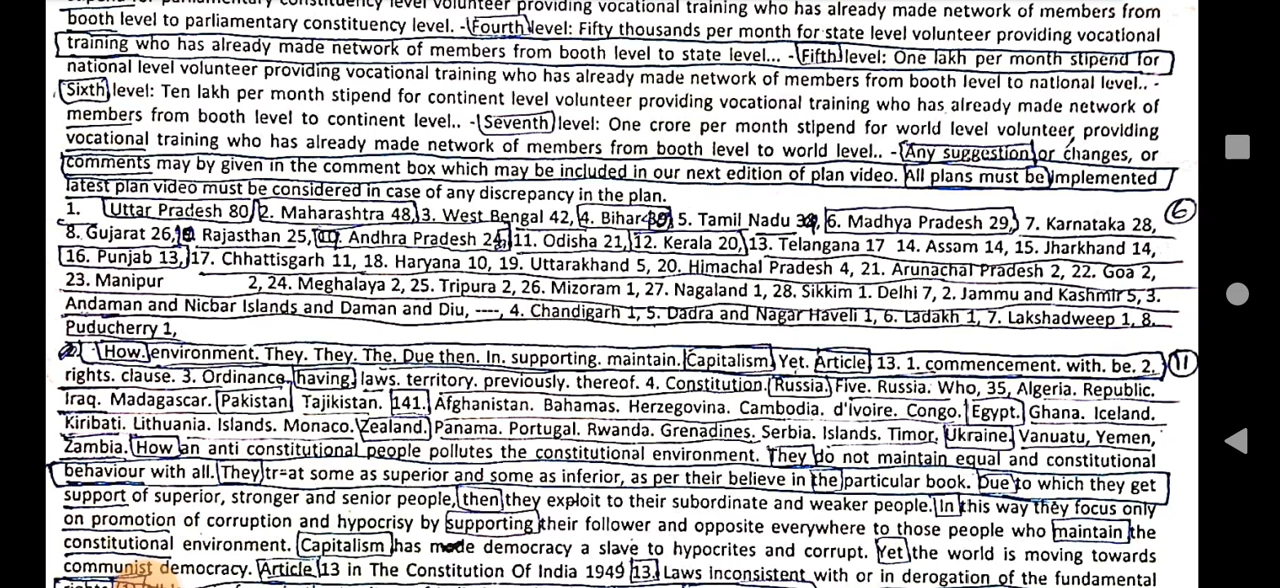 booth level to parliamentary constituency level. -Fourth level: Fifty thousands per month for state level volunteer providing vocational
training who has already made network of members from booth level to state level... -Fifth level: One lakh per month stipend for
national level volunteer providing vocational training who has already made network of members from booth level to national level.. -
Sixth level: Ten lakh per month stipend for continent level volunteer providing vocational training who has already made network of
members from booth level to continent level.. -Seventh level: One crore per month stipend for world level volunteer, providing
vocational training who has already made network of members from booth level to world level.. -Any suggestion or changes, or
comments may by given in the comment box which may be included in our next edition of plan video. All plans must be implemented
latest plan video must be considered in case of any discrepancy in the plan.
1. Uttar Pradesh 80, 2. Maharashtra 48, 3. West Bengal 42, 4. Bihar 5. Tamil Nadu 6. Madhya Pradesh 29, 7. Karnataka 28, 6
8. Gujarat 26, Rajasthan 25, Andhra Pradesh 11. Odisha 21, 12. Kerala 20, 13. Telangana 17 14. Assam 14, 15. Jharkhand 14,
16. Punjab 13, 17. Chhattisgarh 11, 18. Haryana 10, 19. Uttarakhand 5, 20. Himachal Pradesh 4, 21. Arunachal Pradesh 2, 22. Goa 2,
23. Manipur 2, 24. Meghalaya 2, 25. Tripura 2, 26. Mizoram 1, 27. Nagaland 1, 28. Sikkim 1. Delhi 7, 2. Jammu and Kashmir 5, 3.
Andaman and Nicbar Islands and Daman and Diu, ----, 4. Chandigarh 1, 5. Dadra and Nagar Haveli 1, 6. Ladakh 1, 7. Lakshadweep 1, 8.
Puducherry 1,
How. environment. They. They. The. Due then. In. supporting. maintain. Capitalism Yet. Article 13. 1. commencement. with. be. 2. 11
rights. clause. 3. Ordinance, having laws. territory. previously. thereof. 4. Constitution. Russia. Five. Russia. Who, 35, Algeria. Republic.
Iraq. Madagascar. Pakistan Tajikistan. 141. Afghanistan. Bahamas. Herzegovina. Cambodia. d'Ivoire. Congo. Egypt. Ghana. Iceland.
Kiribati. Lithuania. Islands. Monaco. Zealand. Panama. Portugal. Rwanda. Grenadines. Serbia. Islands. Timor, Ukraine, Vanuatu, Yemen,
Zambia. How an anti constitutional people pollutes the constitutional environment. They do not maintain equal and constitutional
behaviour with all. They tr=at some as superior and some as inferior, as per their believe in the particular book. Due to which they get
support of superior, stronger and senior people, then they exploit to their subordinate and weaker people. In this way they focus only
on promotion of corruption and hypocrisy by supporting their follower and opposite everywhere to those people who maintain the
constitutional environment. Capitalism has made democracy a slave to hypocrites and corrupt. Yet the world is moving towards
communist democracy. Article 13 in The Constitution Of India 1949 13. Laws inconsistent with or in derogation of the fundamental